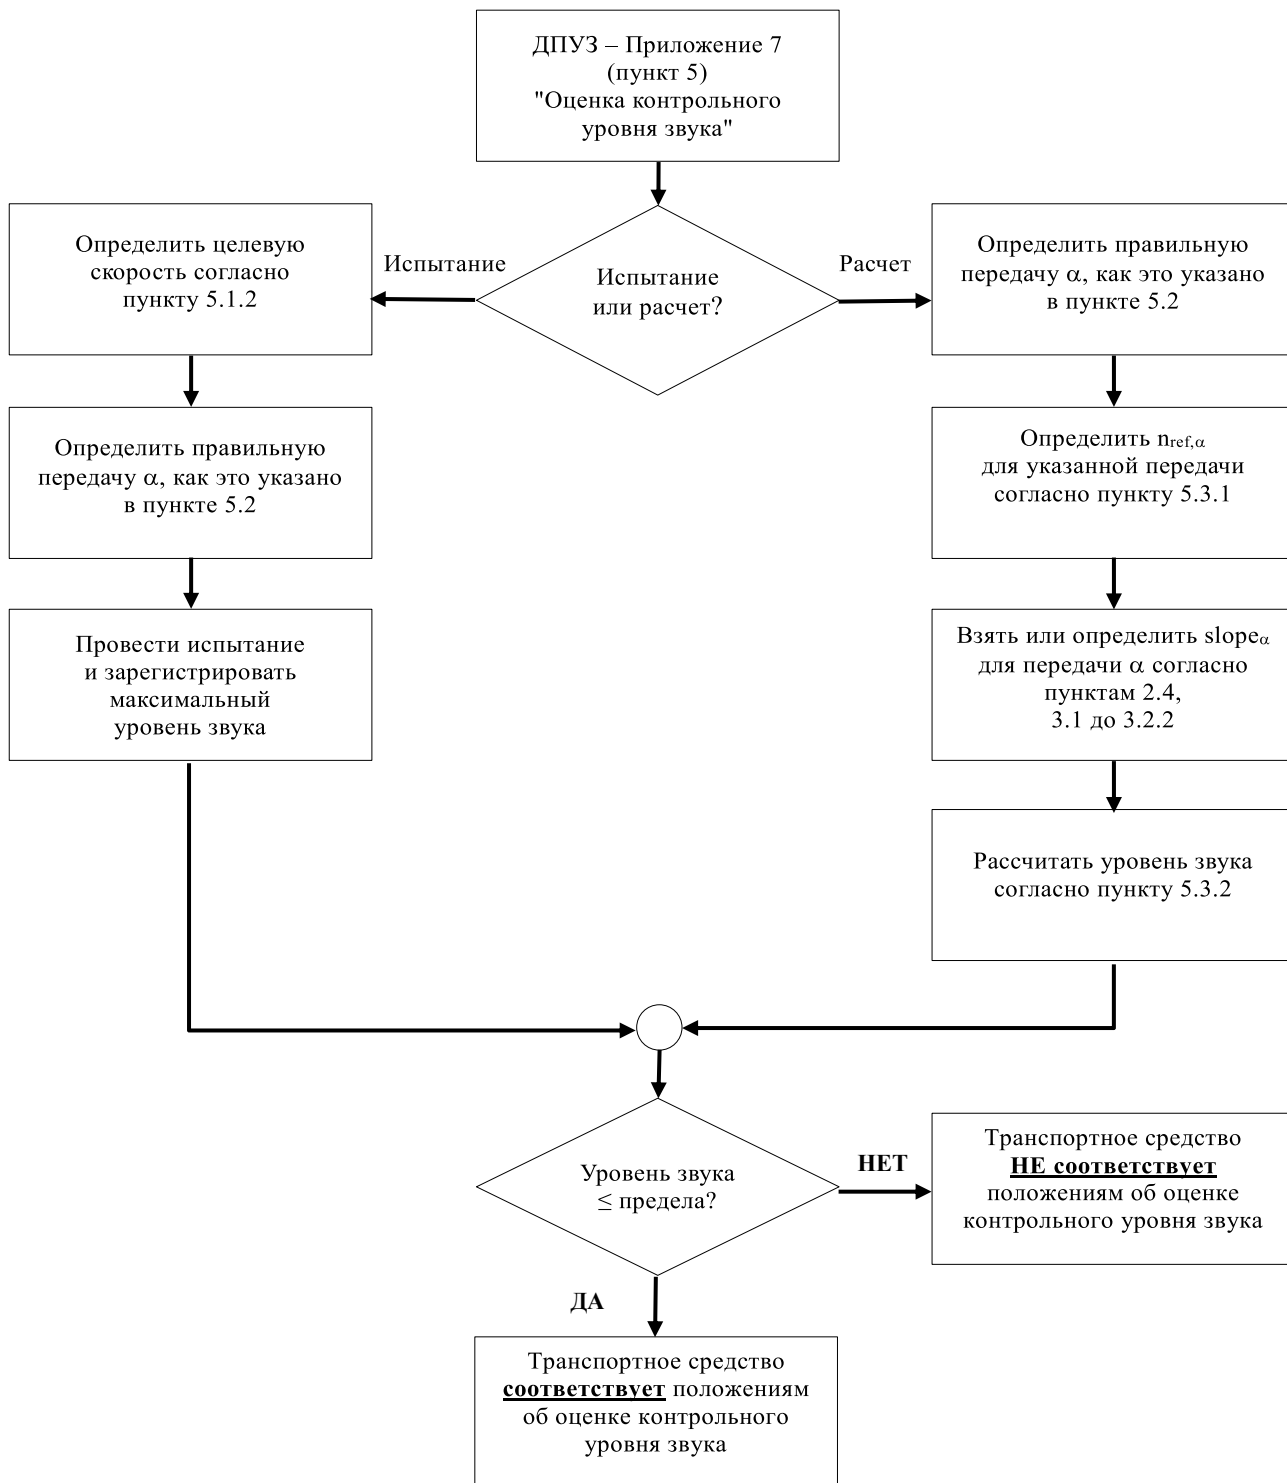 ДПУЗ – Приложение 7
(пункт 5)
"Оценка контрольного
уровня звука"
Испытание
или расчет?
Испытание
Расчет
Определить целевую
скорость согласно
пункту 5.1.2
Определить правильную
передачу α, как это указано
в пункте 5.2
Провести испытание
и зарегистрировать
максимальный
уровень звука
Определить правильную
передачу α, как это указано
в пункте 5.2
Определить nref,α
для указанной передачи
согласно пункту 5.3.1
Взять или определить slopeα
для передачи α согласно
пунктам 2.4,
3.1 до 3.2.2
Рассчитать уровень звука
согласно пункту 5.3.2
Уровень звука
≤ предела?
НЕТ
Транспортное средство
НЕ соответствует
положениям об оценке
контрольного уровня звука
ДА
Транспортное средство
соответствует положениям
об оценке контрольного
уровня звука